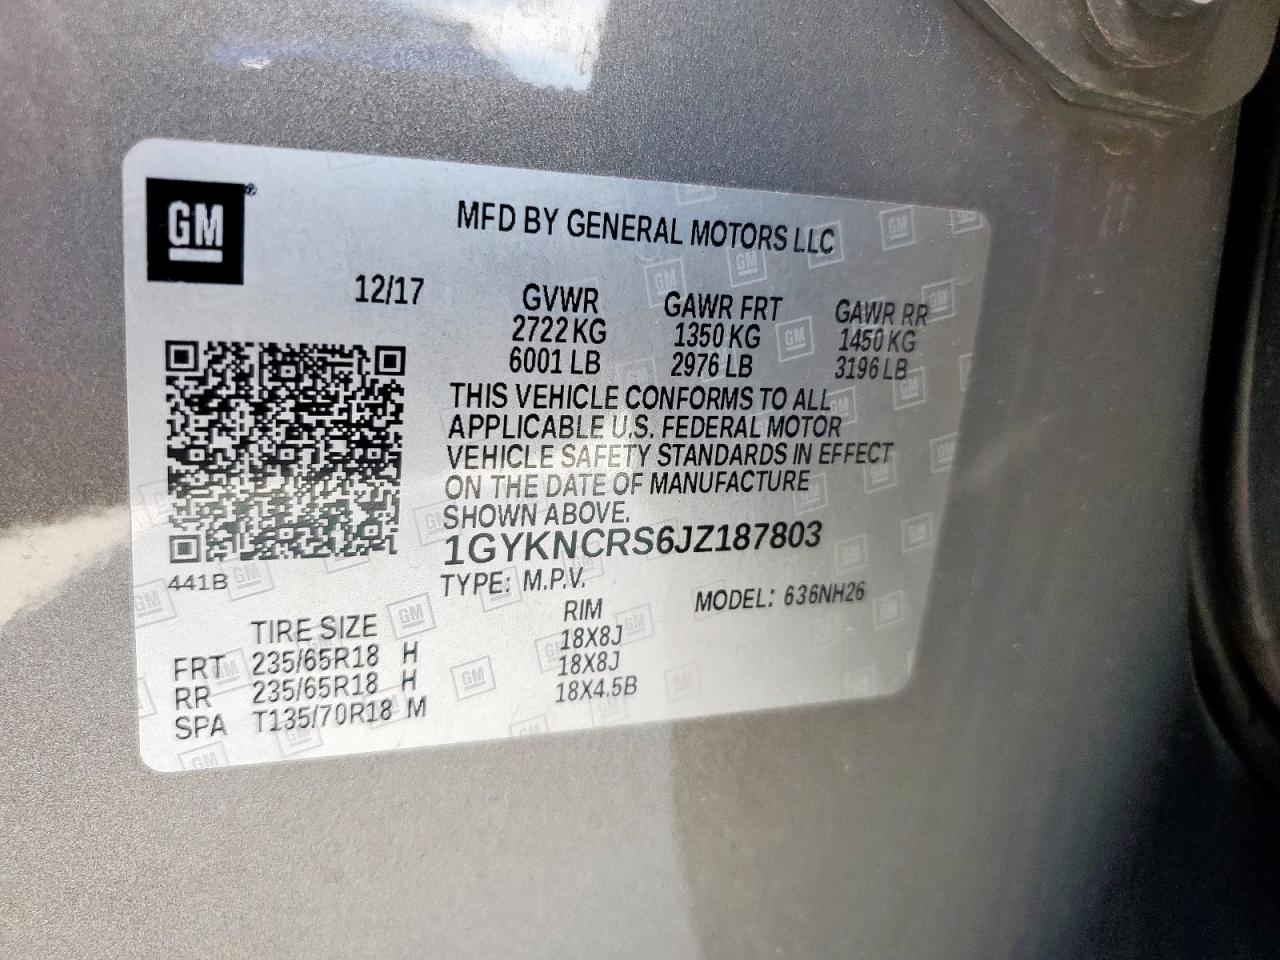 GM
MFD BY GENERAL MOTORS LLC
12/17
GVWR GAWR FRT GAWR RR
2722 KG 1350 KG 1450 KG
6001 LB 2976 LB 3196 LB
THIS VEHICLE CONFORMS TO ALL
APPLICABLE U.S. FEDERAL MOTOR
VEHICLE SAFETY STANDARDS IN EFFECT
ON THE DATE OF MANUFACTURE
SHOWN ABOVE.
1GYKNCRS6JZ187803
441B
TYPE: M.P.V. MODEL: 636NH26
TIRE SIZE RIM
FRT 235/65R18 H 18X8J
RR 235/65R18 H 18X8J
SPA T135/70R18 M 18X4.5B